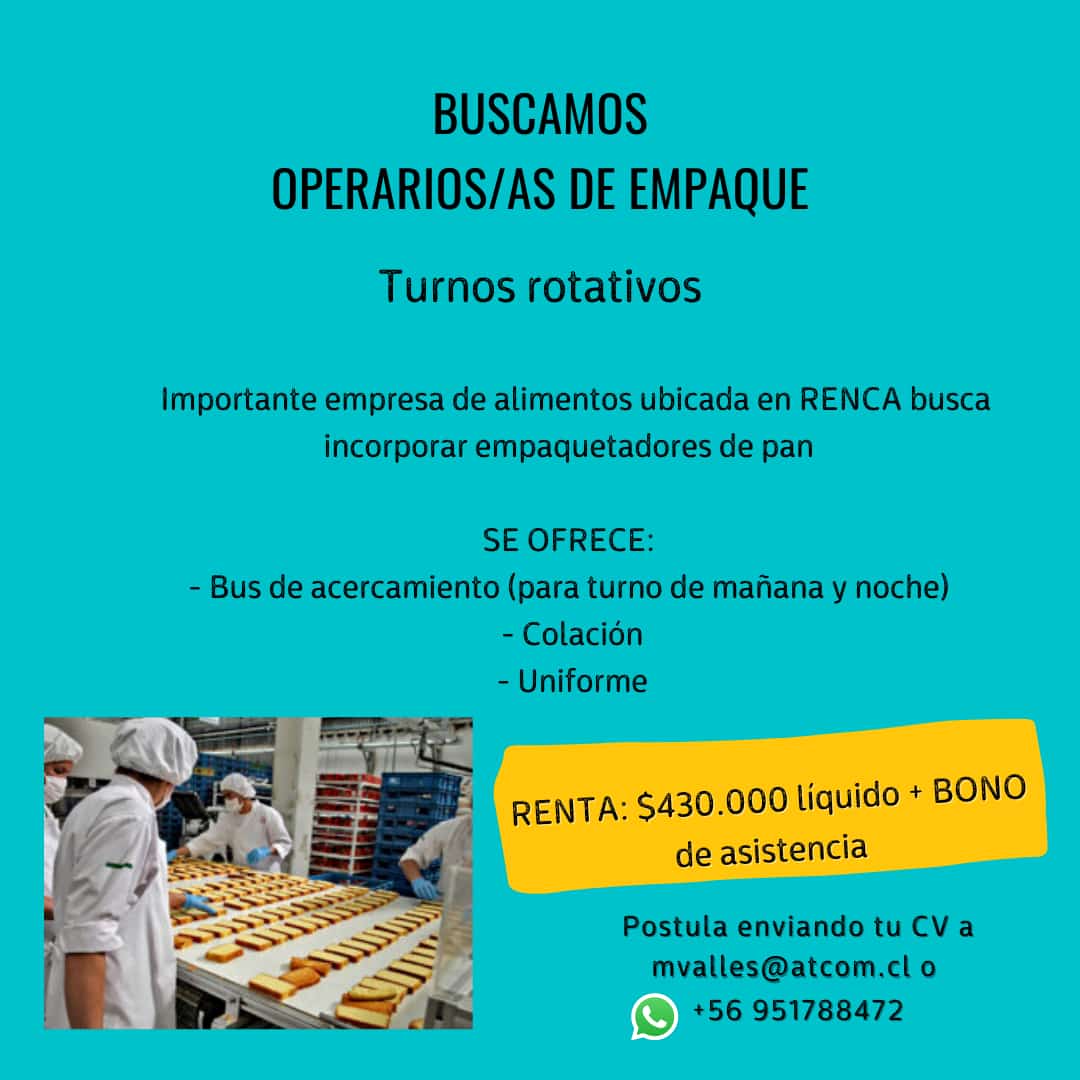 BUSCAMOS
OPERARIOS/AS DE EMPAQUE
Turnos rotativos
Importante empresa de alimentos ubicada en RENCA busca
incorporar empaquetadores de pan
SE OFRECE:
- Bus de acercamiento (para turno de mañana y noche)
- Colación
- Uniforme
RENTA: $430.000 líquido + BONO
de asistencia
Postula enviando tu CV a
mvalles@atcom.cl o
+56 951788472